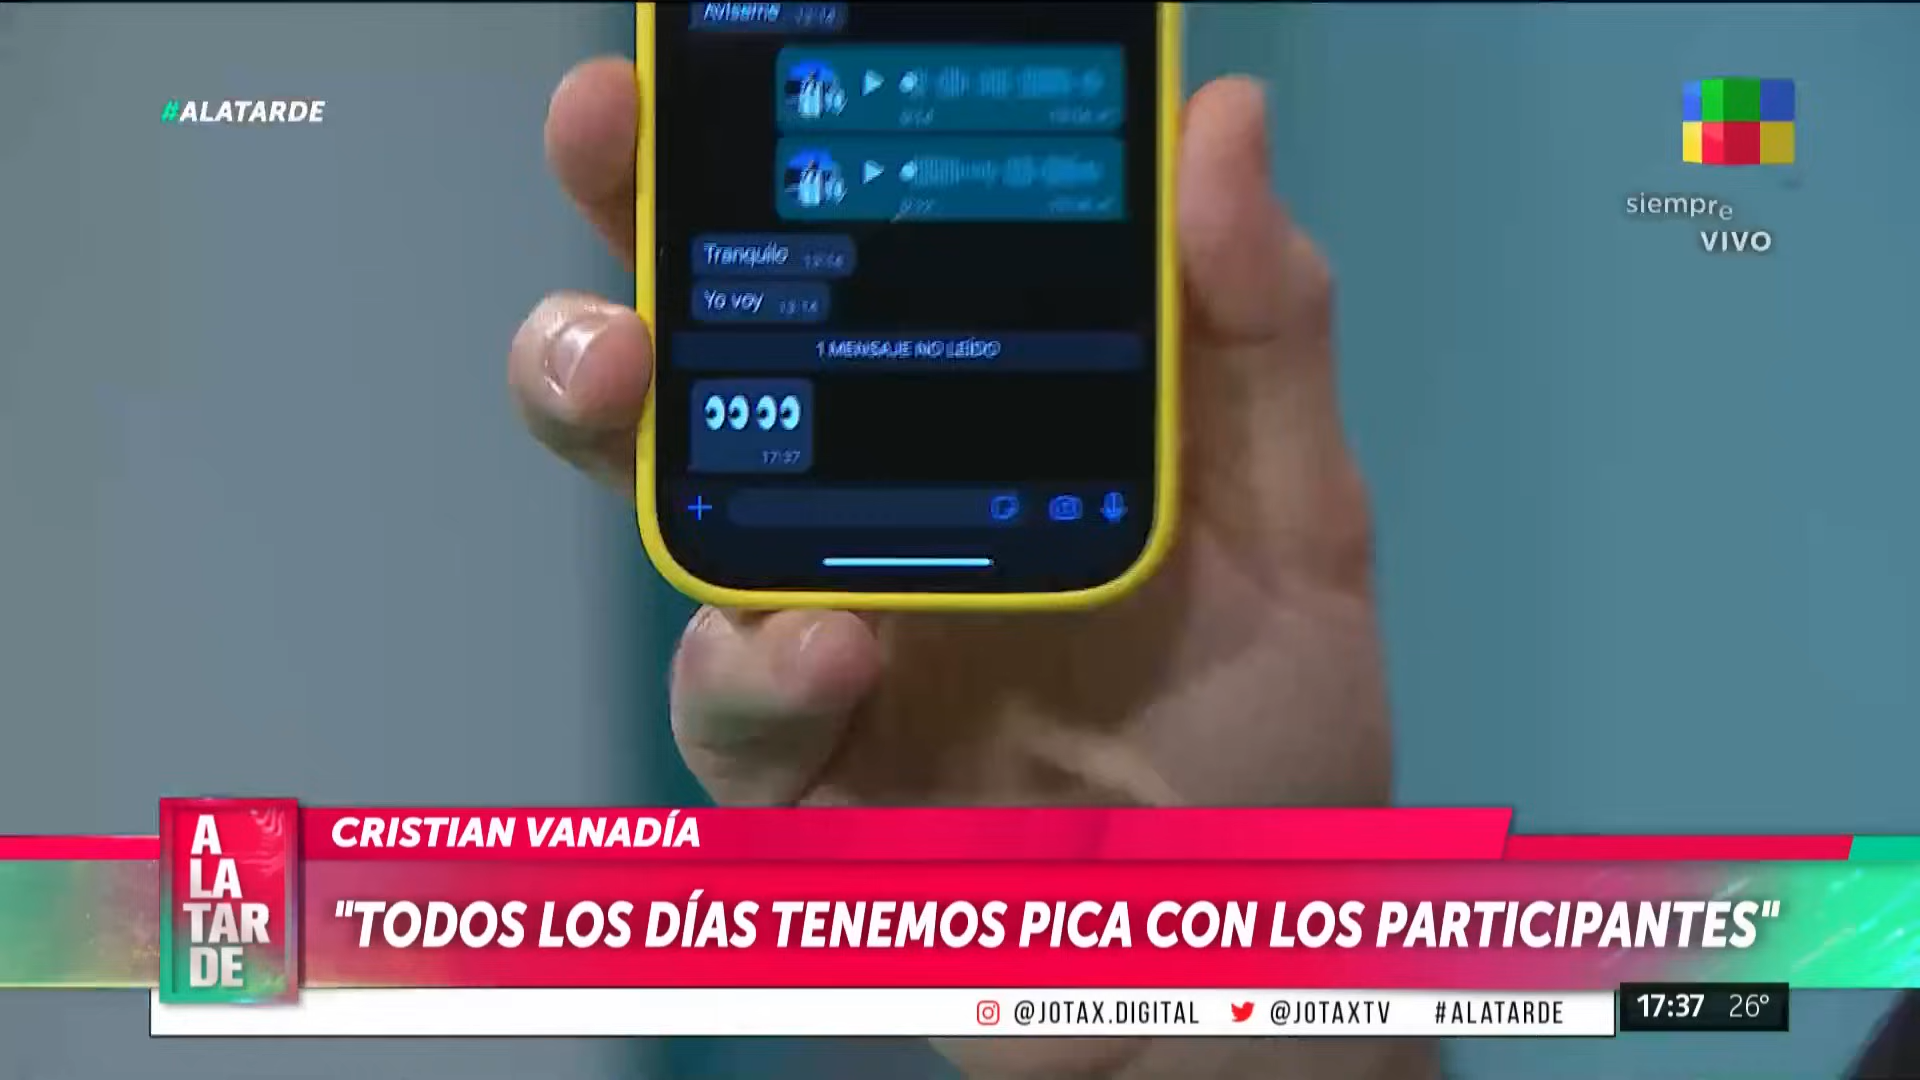 Avisame
#ALATARDE
siempre
VIVO
Tranquilo
Yo voy
1 MENSAJE NO LEÍDO
17:37
A
LA
TAR
DE
CRISTIAN VANADÍA
"TODOS LOS DÍAS TENEMOS PICA CON LOS PARTICIPANTES"
@JOTAX.DIGITAL @JOTAXTV #ALATARDE
17:37 26°